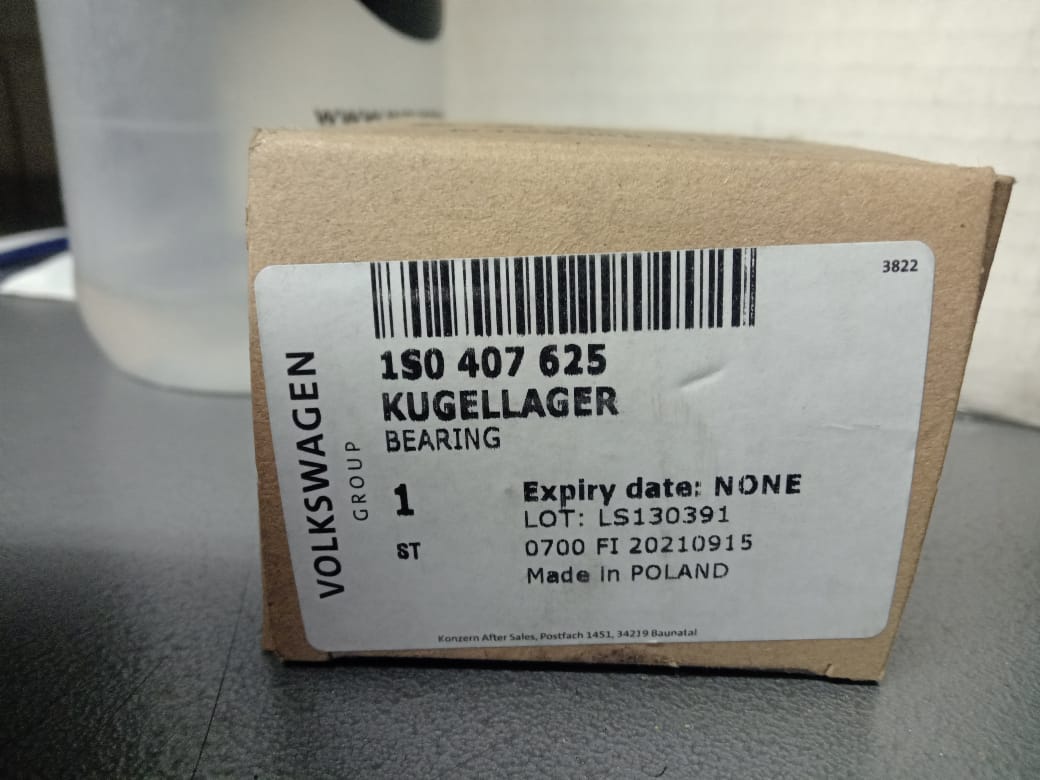 3822
1S0 407 625
KUGELLAGER
BEARING
VOLKSWAGEN
GROUP
1
ST
Expiry date: NONE
LOT: LS130391
0700 FI 20210915
Made in POLAND
Konzern After Sales, Postfach 1451, 34219 Baunatal